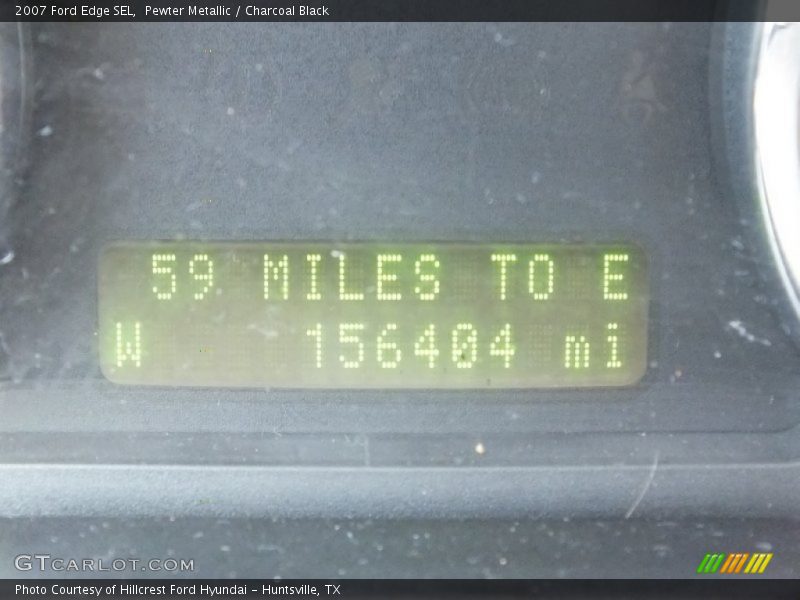 2007 Ford Edge SEL, Pewter Metallic / Charcoal Black
59 MILES TO E
W 156404 mi
GTCARLOT.COM
Photo Courtesy of Hillcrest Ford Hyundai – Huntsville, TX